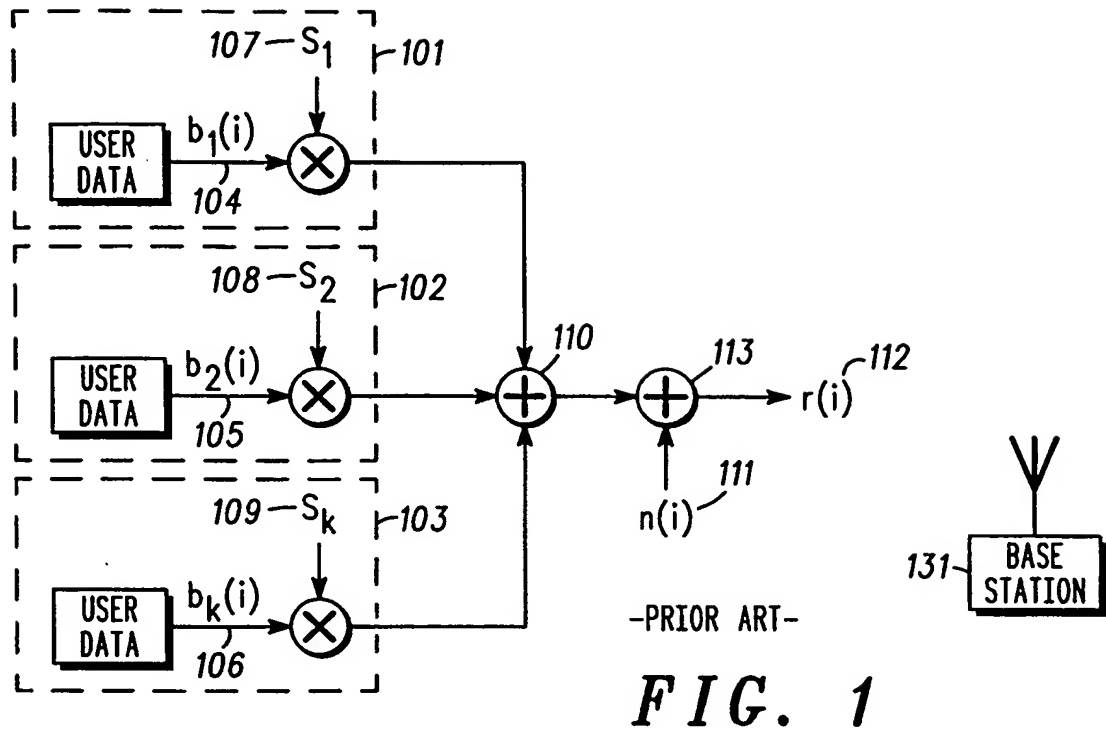 107 S₁ 101
USER DATA b₁(i) 104
108 S₂ 102
USER DATA b₂(i) 105
110 113 r(i) 112
n(i) 111
109 Sₖ 103
USER DATA bₖ(i) 106
131 BASE STATION
-PRIOR ART-
FIG. 1